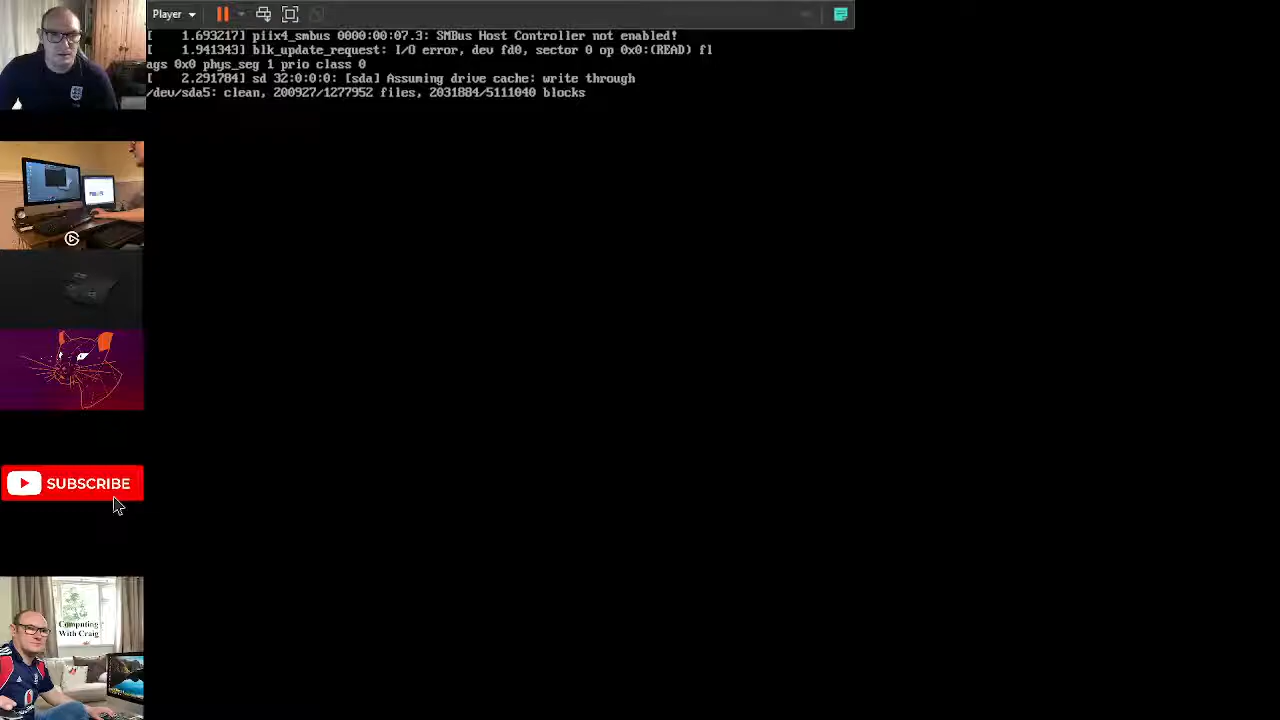 Player
[    1.693217] piix4_smbus 0000:00:07.3: SMBus Host Controller not enabled!
[    1.941343] blk_update_request: I/O error, dev fd0, sector 0 op 0x0:(READ) fl
ags 0x0 phys_seg 1 prio class 0
[    2.291784] sd 32:0:0:0: [sda] Assuming drive cache: write through
/dev/sda5: clean, 200927/1277952 files, 2031884/5111040 blocks
SUBSCRIBE
Computing
With Craig